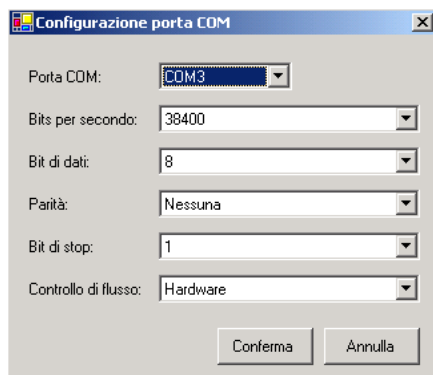 Configurazione porta COM
Porta COM: COM3
Bits per secondo: 38400
Bit di dati: 8
Parità: Nessuna
Bit di stop: 1
Controllo di flusso: Hardware
Conferma Annulla